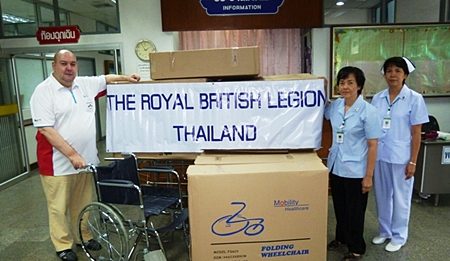 ห้องฉุกเฉิน
INFORMATION
THE ROYAL BRITISH LEGION
THAILAND
Mobility
Healthcare
FOLDING
WHEELCHAIR